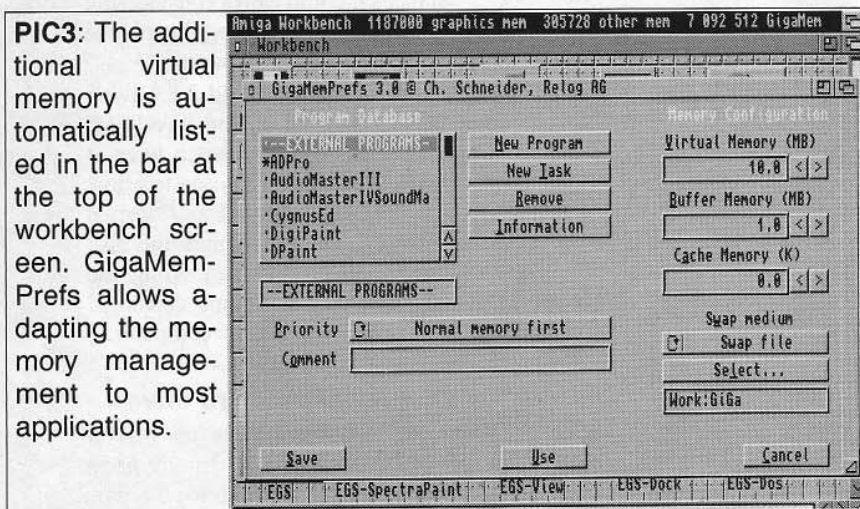 PIC3: The addi-
tional virtual
memory is au-
tomatically list-
ed in the bar at
the top of the
workbench scr-
een. GigaMem-
Prefs allows a-
dapting the me-
mory manage-
ment to most
applications.
Amiga Workbench 1187000 graphics mem 305728 other mem 7 092 512 GigaMem
Workbench
GigaMemPrefs 3.0 © Ch. Schneider, Relog AG
Program Database
Memory Configuration
·--EXTERNAL PROGRAMS-
*ADPro
·AudioMasterIII
·AudioMasterIVSoundMa
·CygnusEd
·DigiPaint
·DPaint
--EXTERNAL PROGRAMS--
New Program
New Task
Remove
Information
Virtual Memory (MB)
10.0 < >
Buffer Memory (MB)
1.0 < >
Cache Memory (K)
0.0 < >
Priority Normal memory first
Comment
Swap medium
Swap file
Select...
Work:GiGa
Save Use Cancel
EGS EGS-SpectraPaint EGS-View EGS-Dock EGS-Dos